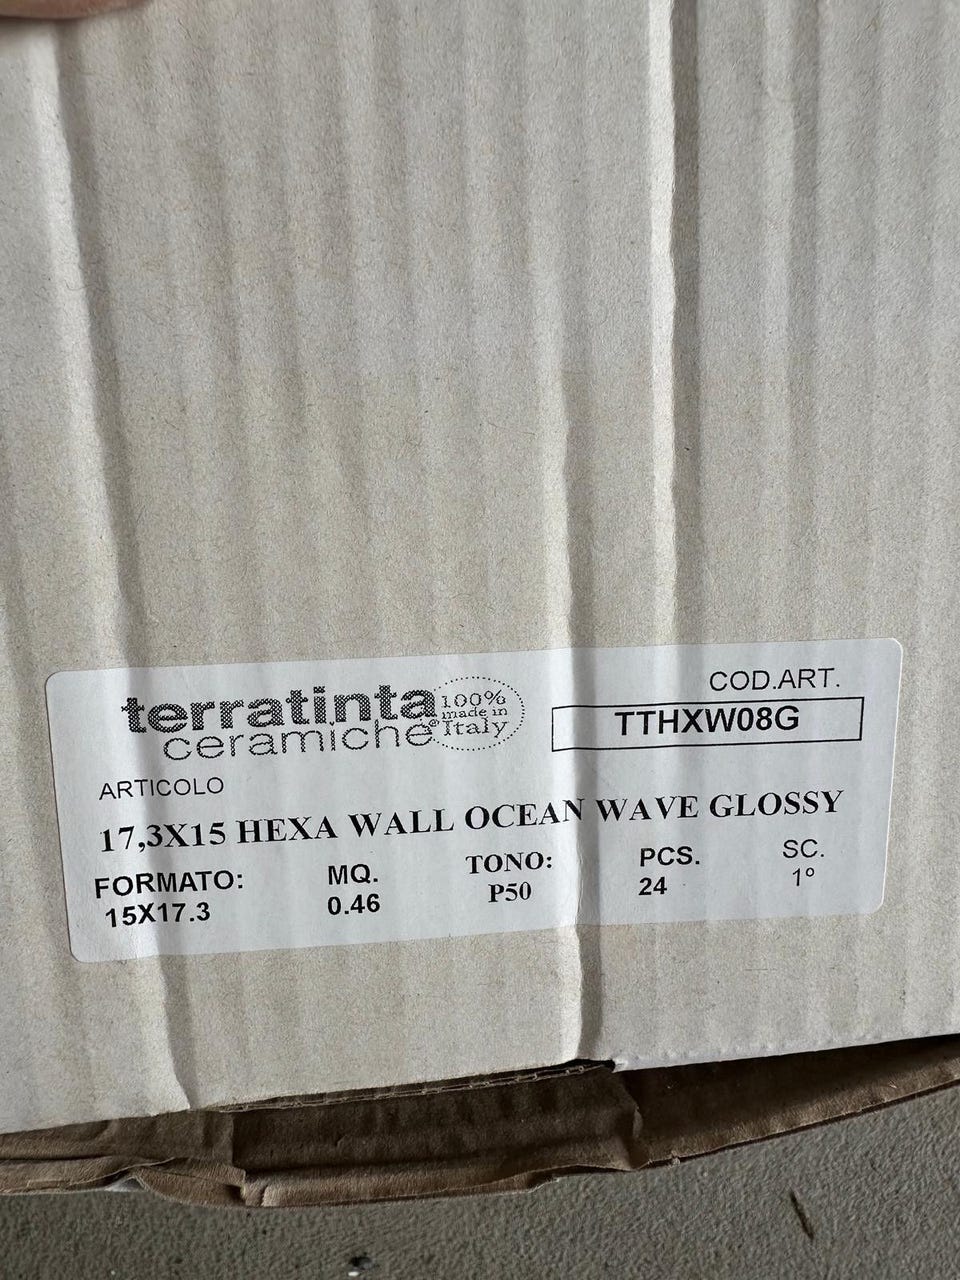 terratinta
ceramiche®
100%
made in
Italy
COD.ART.
TTHXW08G
ARTICOLO
17,3X15 HEXA WALL OCEAN WAVE GLOSSY
FORMATO: MQ. TONO: PCS. SC.
15X17.3 0.46 P50 24 1°